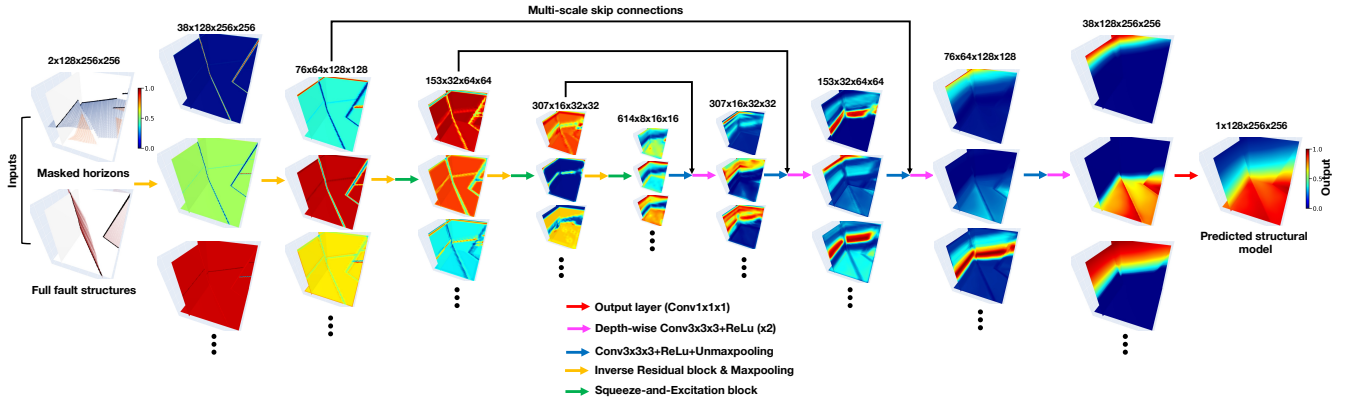 Multi-scale skip connections
38x128x256x256
38x128x256x256
2x128x256x256
76x64x128x128
76x64x128x128
153x32x64x64
153x32x64x64
307x16x32x32
307x16x32x32
614x8x16x16
1x128x256x256
1.0
0.5
0.0
1.0
0.5
0.0
Output
Inputs
Masked horizons
Full fault structures
Predicted structural
model
Output layer (Conv1x1x1)
Depth-wise Conv3x3x3+ReLu (x2)
Conv3x3x3+ReLu+Unmaxpooling
Inverse Residual block & Maxpooling
Squeeze-and-Excitation block